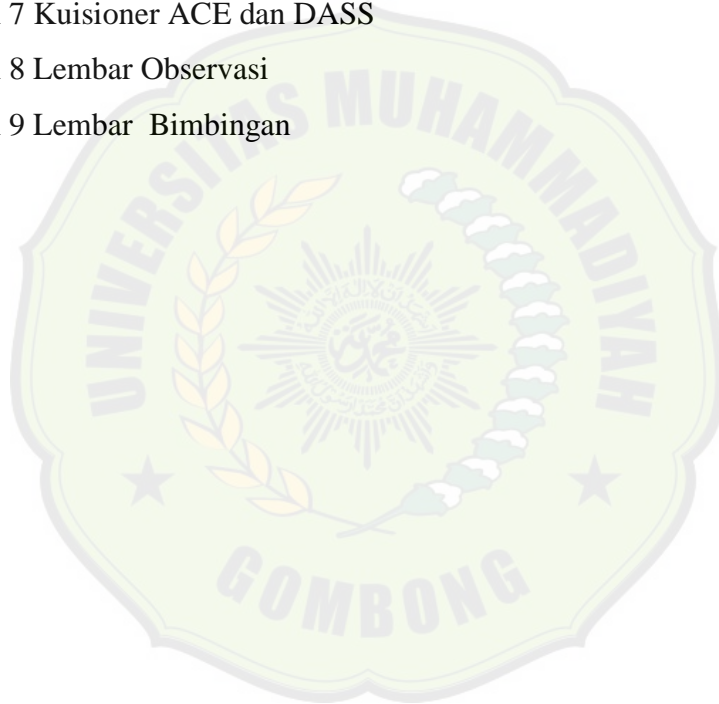 7 Kuisioner ACE dan DASS
8 Lembar Observasi
9 Lembar Bimbingan
UNIVERSITAS MUHAMMADIYAH
GOMBONG